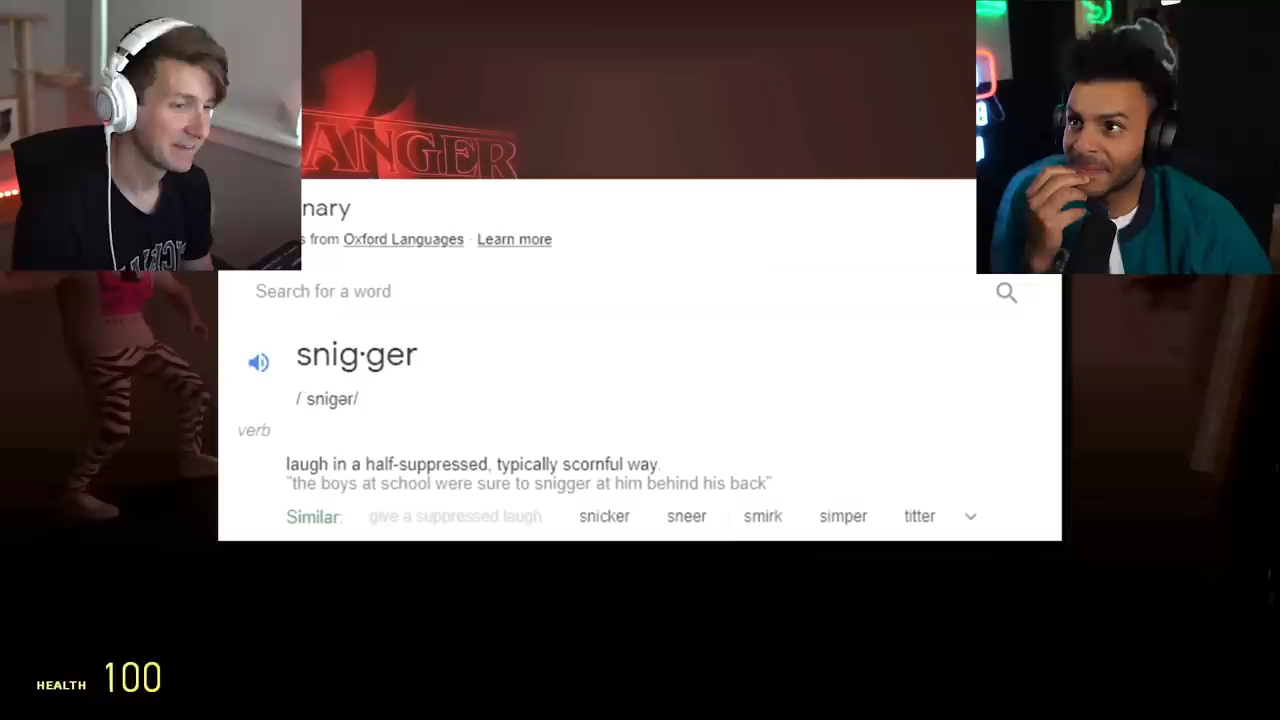 ANGER
nary
s from Oxford Languages · Learn more
Search for a word
snig·ger
/ˈsniɡər/
verb
laugh in a half-suppressed, typically scornful way.
"the boys at school were sure to snigger at him behind his back"
Similar: give a suppressed laugh snicker sneer smirk simper titter
HEALTH 100